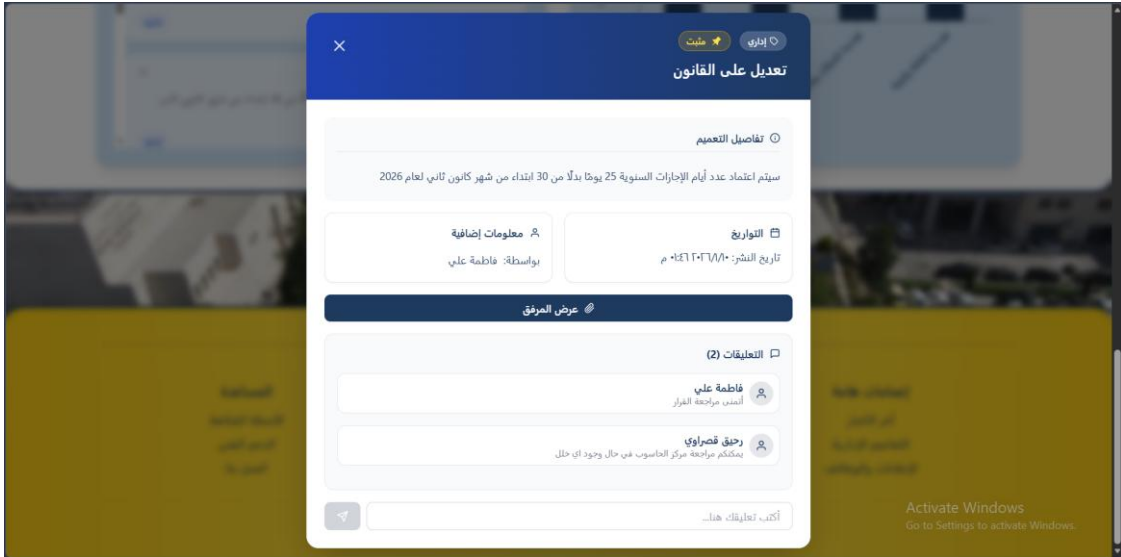 إداري
مثبت
تعديل على القانون
تفاصيل التعميم
سيتم اعتماد عدد أيام الإجازات السنوية 25 يومًا بدلًا من 30 ابتداء من شهر كانون ثاني لعام 2026
التواريخ
تاريخ النشر: ٢٠٢٦/١/١٠ ٠١:٤٦ م
معلومات إضافية
بواسطة: فاطمة علي
عرض المرفق
التعليقات (2)
فاطمة علي
أتمنى مراجعة القرار
رحيق قصراوي
يمكنكم مراجعة مركز الحاسوب في حال وجود اي خلل
أكتب تعليقك هنا...
Activate Windows
Go to Settings to activate Windows.